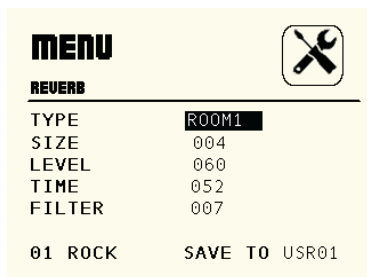 MENU
REVERB
TYPE ROOM1
SIZE 004
LEVEL 060
TIME 052
FILTER 007
01 ROCK SAVE TO USR01